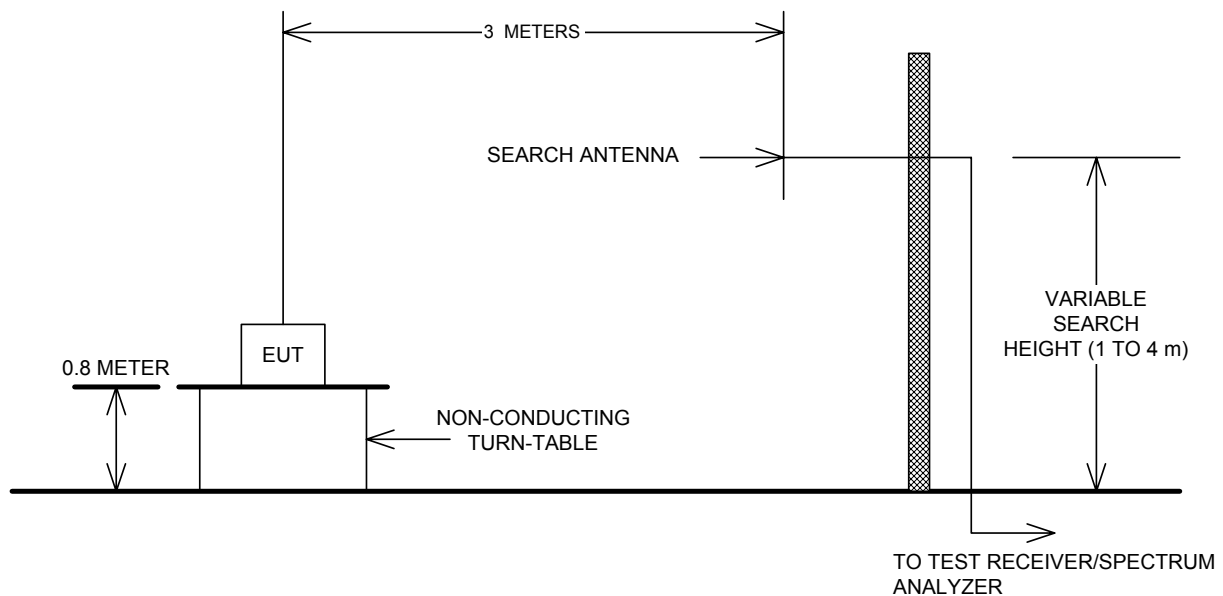 3 METERS
SEARCH ANTENNA
VARIABLE
SEARCH
HEIGHT (1 TO 4 m)
EUT
0.8 METER
NON-CONDUCTING
TURN-TABLE
TO TEST RECEIVER/SPECTRUM
ANALYZER